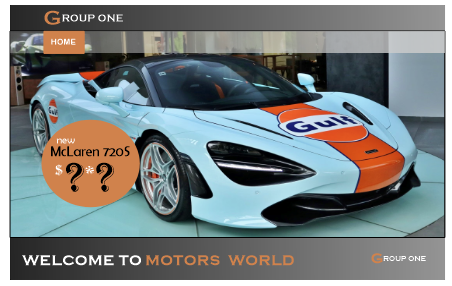 GROUP ONE
HOME
Gulf
new
McLaren 720S
$ ? * ?
WELCOME TO MOTORS WORLD
GROUP ONE